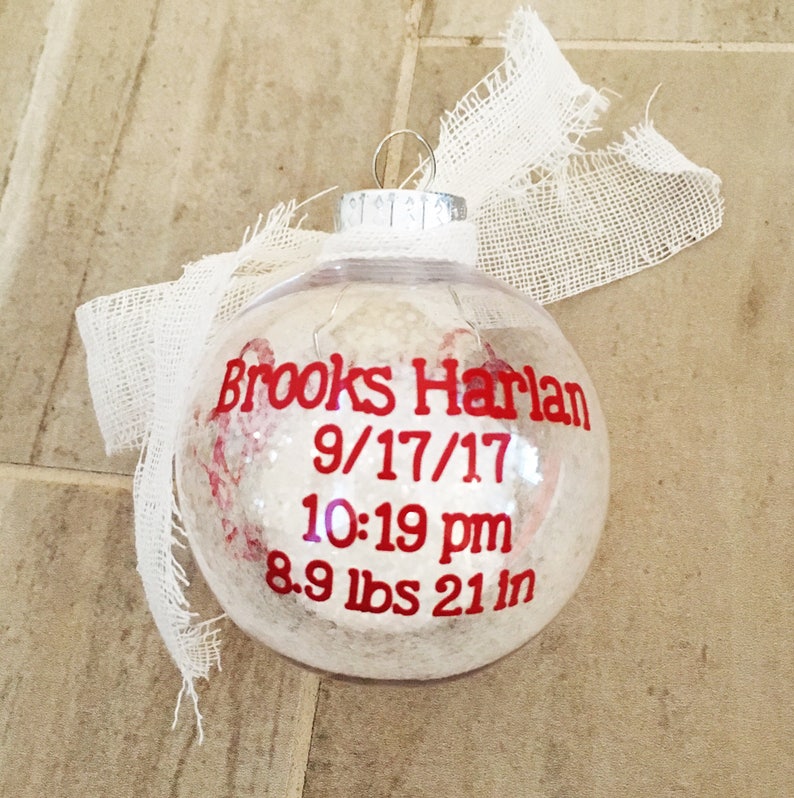 Brooks Harlan
9/17/17
10:19 pm
8.9 lbs 21 in